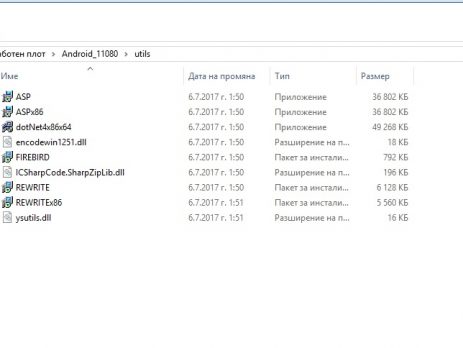 аботен плот › Android_11080 › utils
Име Дата на промяна Тип Размер
ASP 6.7.2017 г. 1:50 Приложение 36 802 КБ
ASPx86 6.7.2017 г. 1:50 Приложение 36 802 КБ
dotNet4x86x64 6.7.2017 г. 1:50 Приложение 49 268 КБ
encodewin1251.dll 6.7.2017 г. 1:50 Разширение на п... 18 КБ
FIREBIRD 6.7.2017 г. 1:50 Пакет за инстали... 792 КБ
ICSharpCode.SharpZipLib.dll 6.7.2017 г. 1:50 Разширение на п... 196 КБ
REWRITE 6.7.2017 г. 1:50 Пакет за инстали... 6 128 КБ
REWRITEx86 6.7.2017 г. 1:51 Пакет за инстали... 5 560 КБ
ysutils.dll 6.7.2017 г. 1:51 Разширение на п... 16 КБ